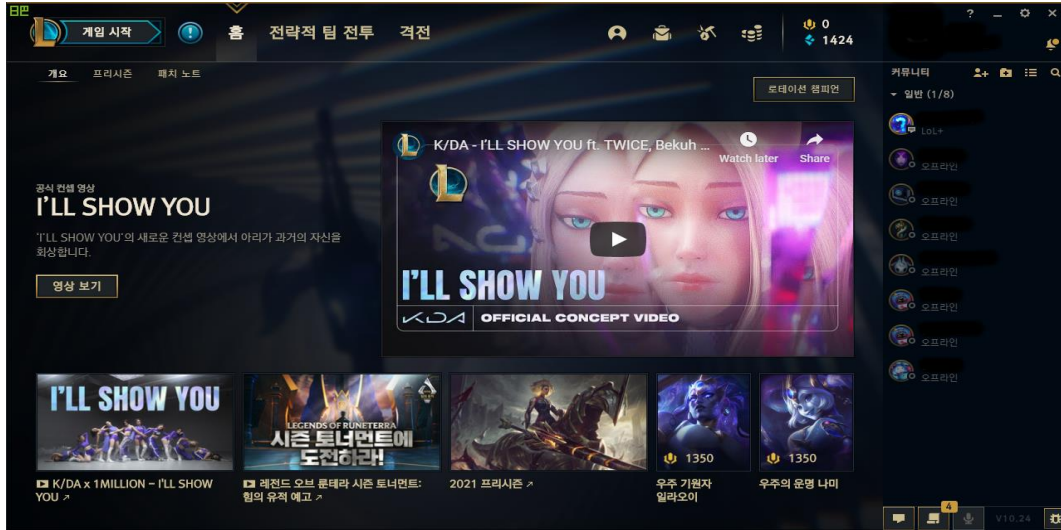 게임 시작
홈
전략적 팀 전투
격전
0
1424
개요
프리시즌
패치 노트
로테이션 챔피언
공식 컨셉 영상
I'LL SHOW YOU
'I'LL SHOW YOU'의 새로운 컨셉 영상에서 아리가 과거의 자신을
회상합니다.
영상 보기
K/DA - I'LL SHOW YOU ft. TWICE, Bekuh ...
Watch later
Share
I'LL SHOW YOU
K/DA
OFFICIAL CONCEPT VIDEO
I'LL SHOW YOU
K/DA x 1MILLION - I'LL SHOW
YOU
LEGENDS OF RUNETERRA
시즌 토너먼트에
도전하라!
레전드 오브 룬테라 시즌 토너먼트:
힘의 유적 예고
2021 프리시즌
1350
우주 기원자
일라오이
1350
우주의 운명 나미
커뮤니티
일반 (1/8)
LoL+
오프라인
오프라인
오프라인
오프라인
오프라인
오프라인
오프라인
4
V10.24